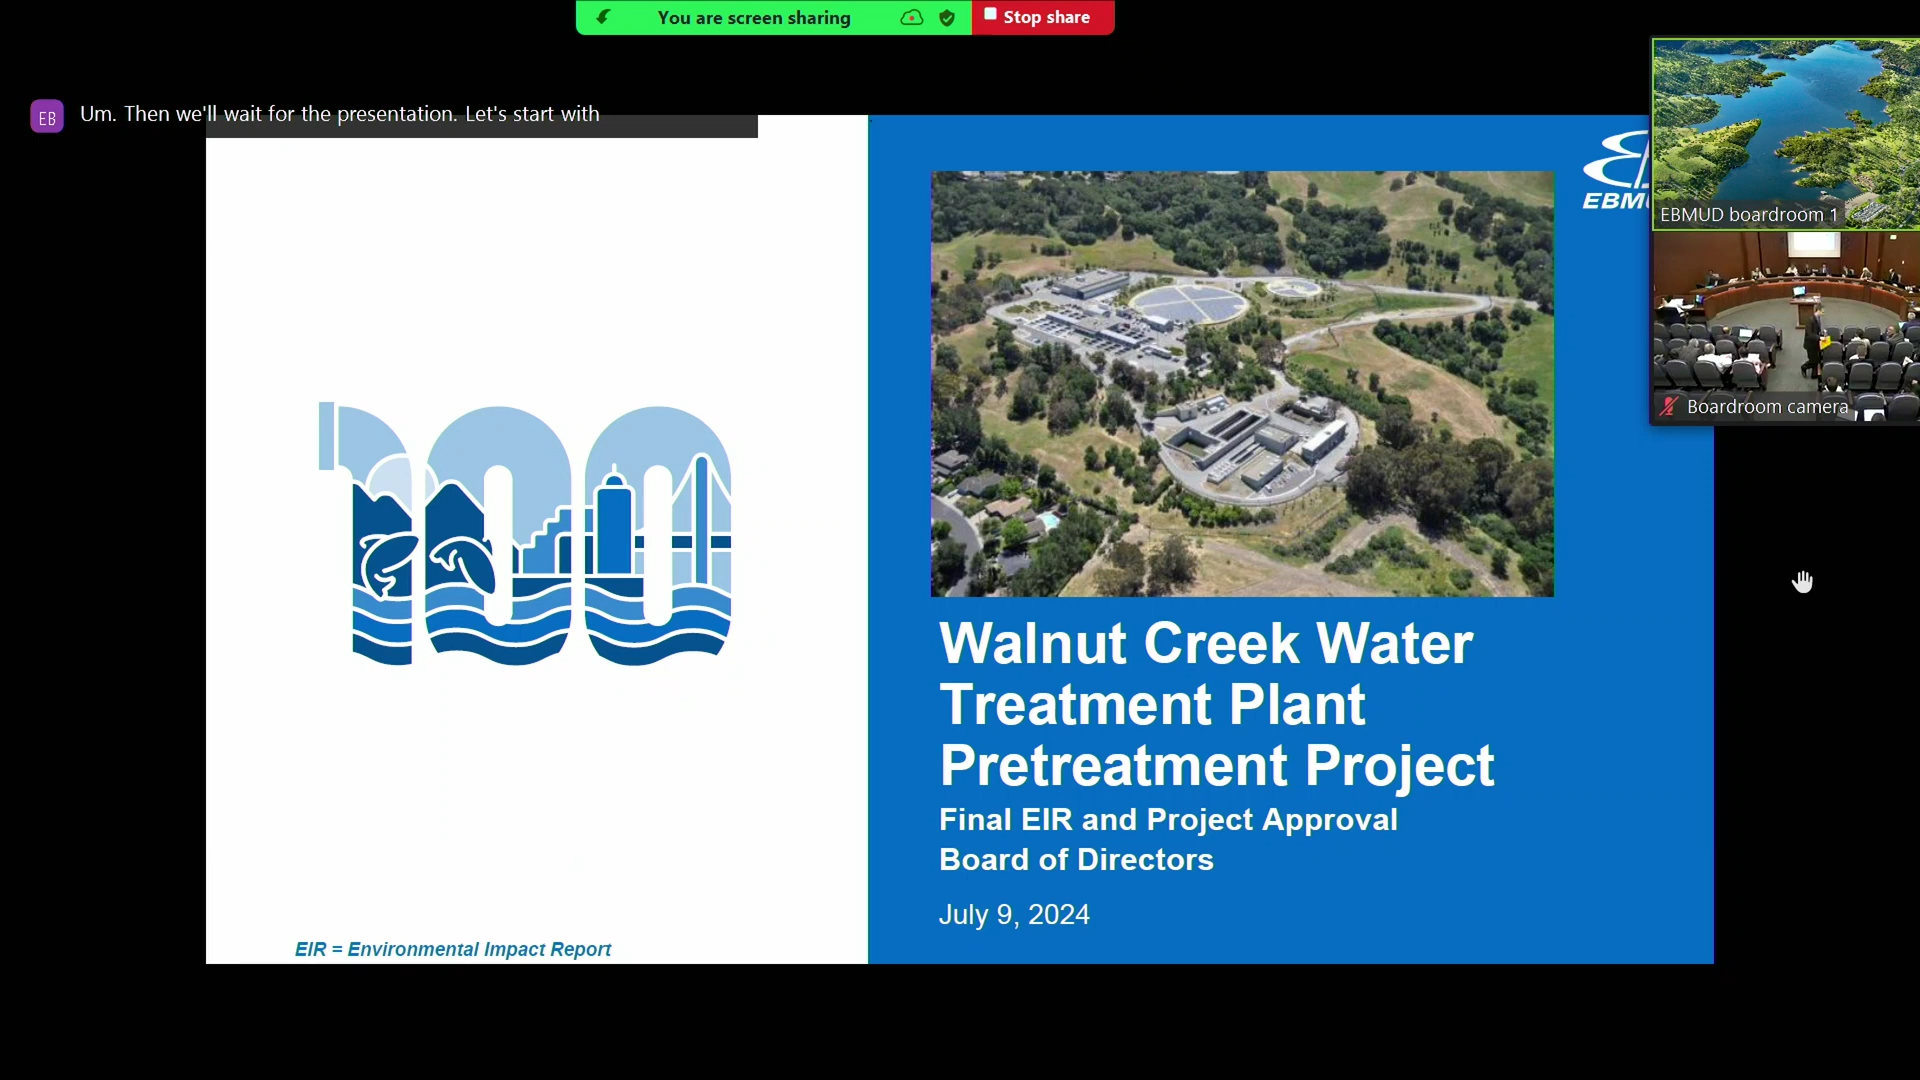 You are screen sharing
Stop share
EB
Um. Then we'll wait for the presentation. Let's start with
EBMUD boardroom 1
Boardroom camera
100
Walnut Creek Water
Treatment Plant
Pretreatment Project
Final EIR and Project Approval
Board of Directors
July 9, 2024
EIR = Environmental Impact Report